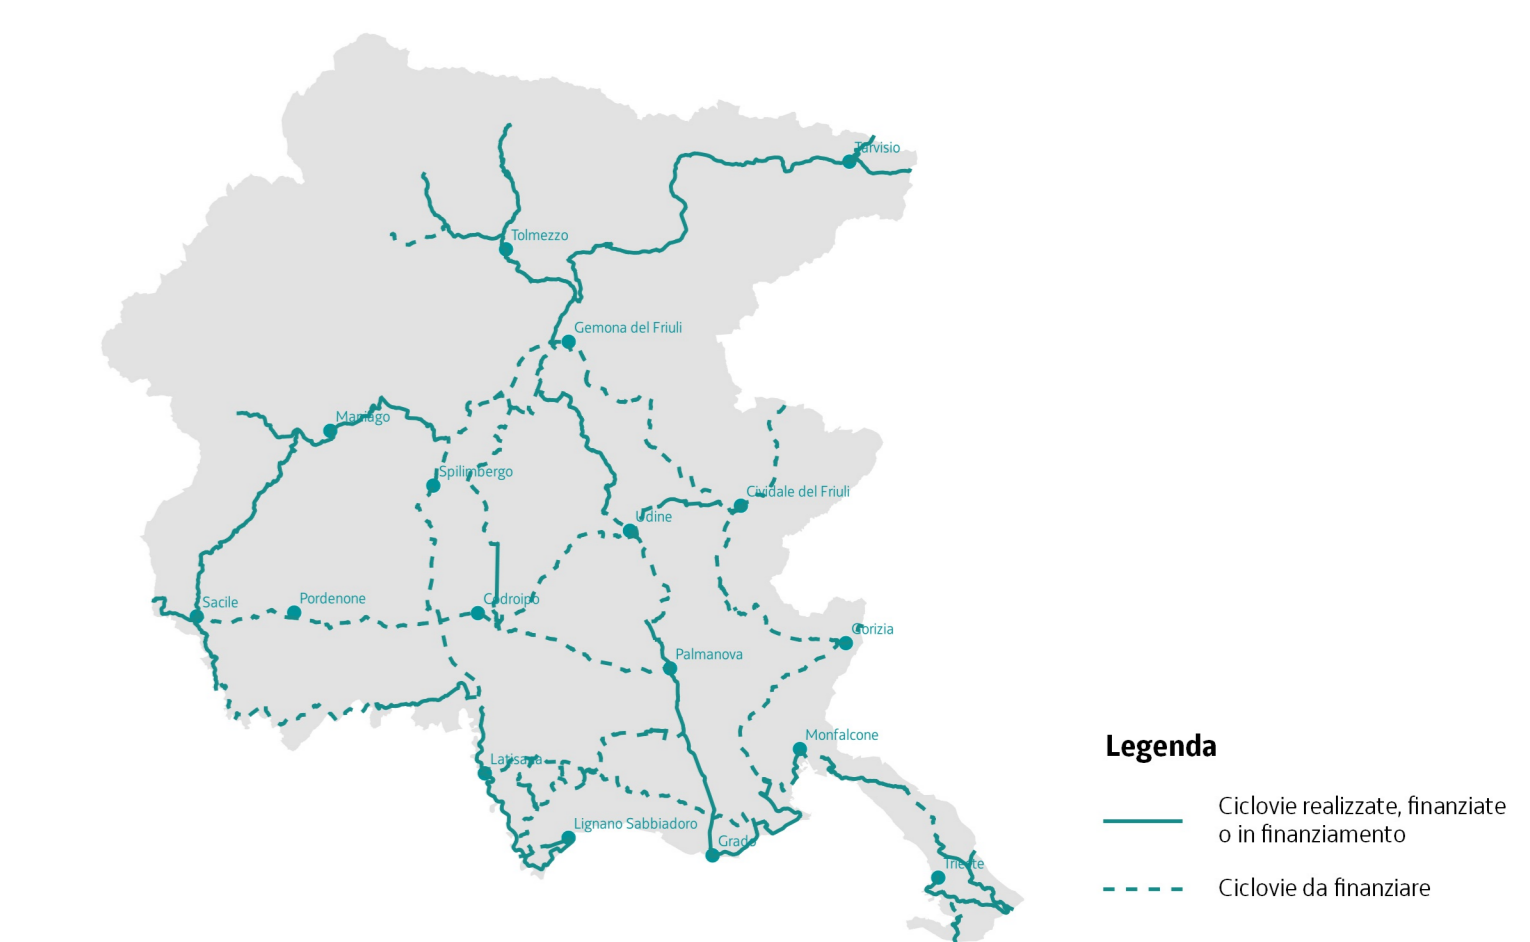 Tarvisio
Tolmezzo
Gemona del Friuli
Maniago
Spilimbergo
Cividale del Friuli
Udine
Sacile
Pordenone
Codroipo
Gorizia
Palmanova
Monfalcone
Latisana
Lignano Sabbiadoro
Grado
Trieste
Legenda
Ciclovie realizzate, finanziate
o in finanziamento
Ciclovie da finanziare